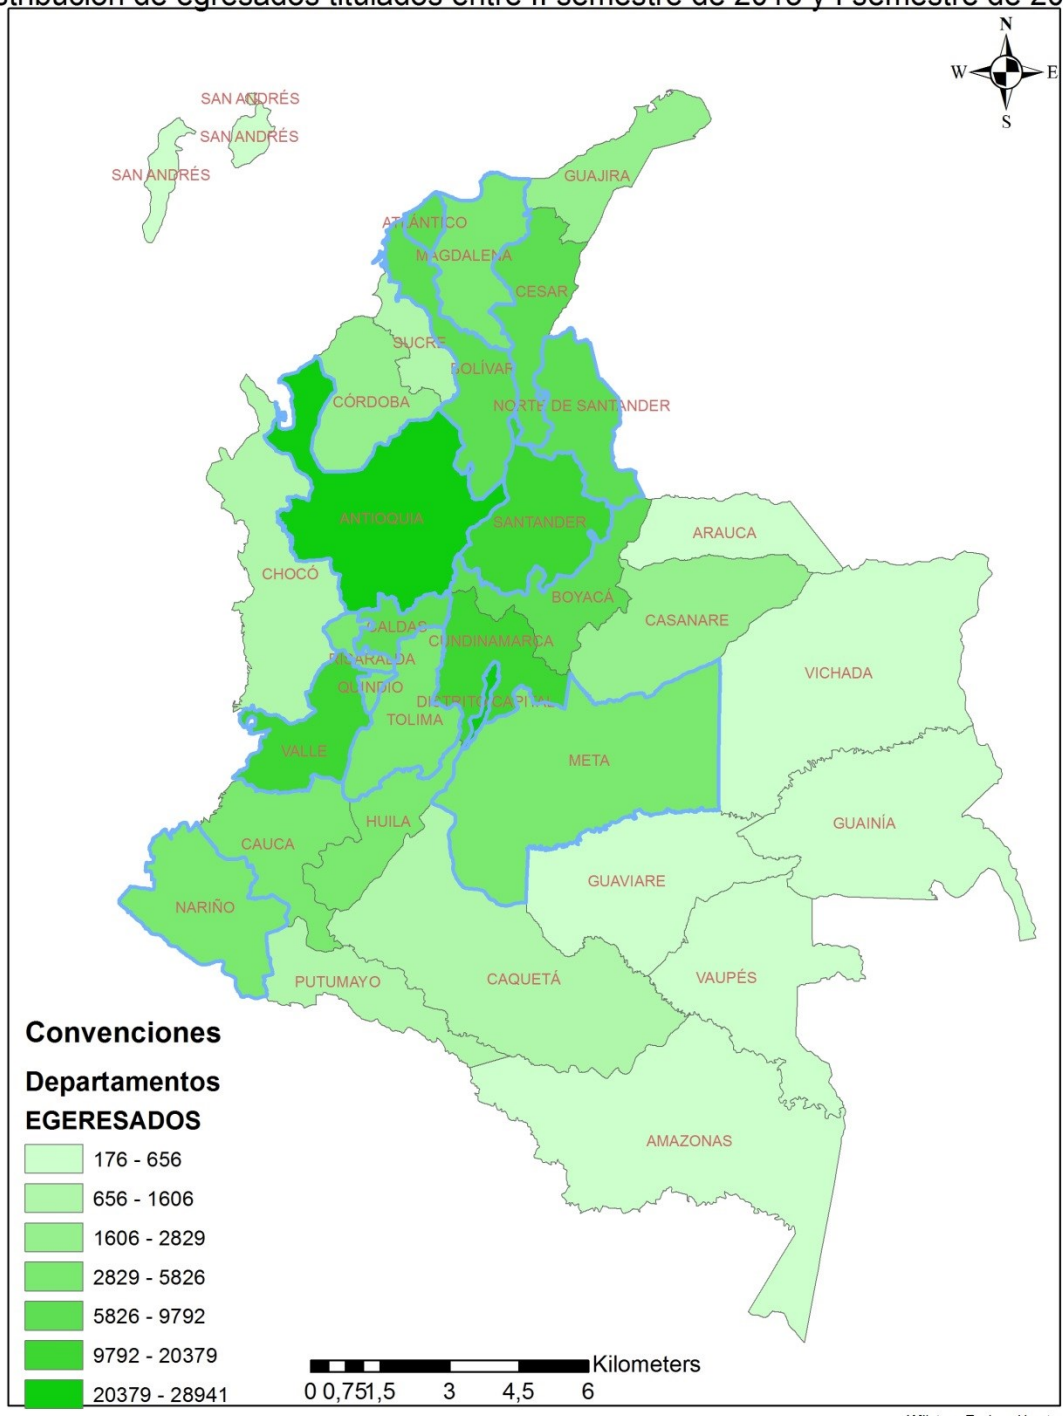 stribución de egresados titulados entre II semestre de 2018 y I semestre de 20
N
W E
S
SAN ANDRÉS
SAN ANDRÉS
SAN ANDRÉS
GUAJIRA
ATLÁNTICO
MAGDALENA
CESAR
SUCRE
BOLÍVAR
CÓRDOBA
NORTE DE SANTANDER
ANTIOQUIA
SANTANDER
ARAUCA
CHOCÓ
BOYACÁ
CASANARE
CALDAS
CUNDINAMARCA
RISARALDA
VICHADA
QUINDIO
DISTRITO CAPITAL
TOLIMA
VALLE
META
HUILA
GUAINÍA
CAUCA
GUAVIARE
NARIÑO
PUTUMAYO
CAQUETÁ
VAUPÉS
AMAZONAS
Convenciones
Departamentos
EGERESADOS
176 - 656
656 - 1606
1606 - 2829
2829 - 5826
5826 - 9792
9792 - 20379
20379 - 28941
Kilometers
0 0,751,5 3 4,5 6